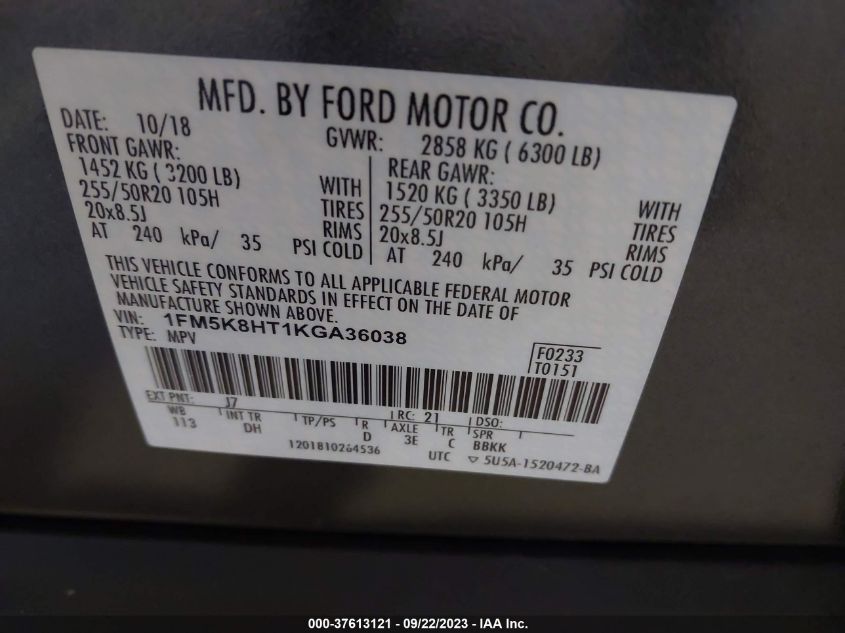 MFD. BY FORD MOTOR CO.
DATE: 10/18 GVWR: 2858 KG ( 6300 LB)
FRONT GAWR: REAR GAWR:
1452 KG ( 3200 LB) WITH 1520 KG ( 3350 LB) WITH
255/50R20 105H TIRES 255/50R20 105H TIRES
20x8.5J RIMS 20x8.5J RIMS
AT 240 kPa/ 35 PSI COLD AT 240 kPa/ 35 PSI COLD
THIS VEHICLE CONFORMS TO ALL APPLICABLE FEDERAL MOTOR
VEHICLE SAFETY STANDARDS IN EFFECT ON THE DATE OF
MANUFACTURE SHOWN ABOVE.
VIN: 1FM5K8HT1KGA36038
TYPE: MPV
F0233
T0151
EXT PNT: J7 RC: 21 DSO:
WB INT TR TP/PS R AXLE TR SPR
113 DH D 3E C BBKK
1201810264536 UTC ▽ 5U5A-1520472-BA
000-37613121 - 09/22/2023 - IAA Inc.